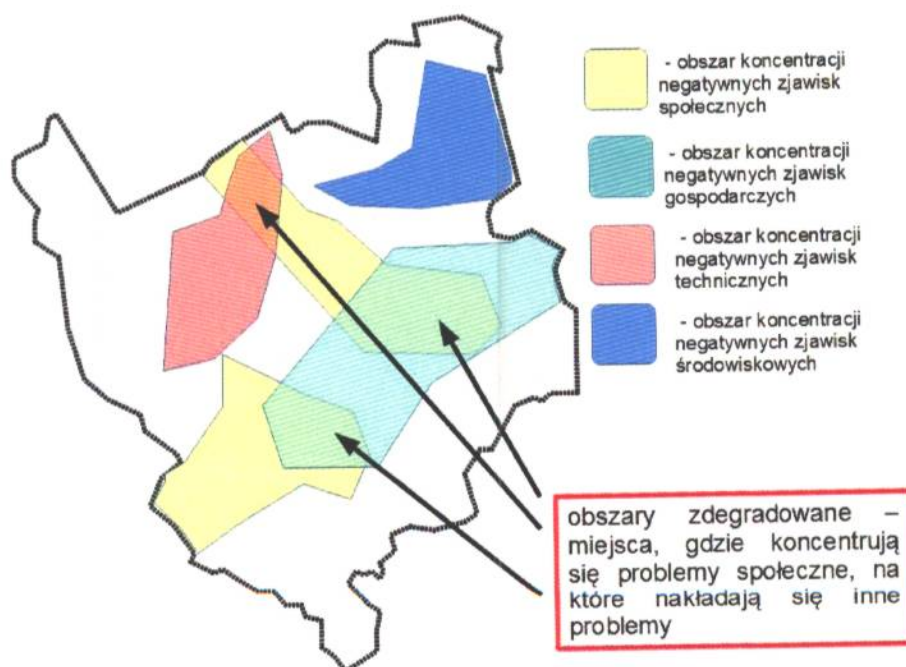 - obszar koncentracji
negatywnych zjawisk
społecznych
- obszar koncentracji
negatywnych zjawisk
gospodarczych
- obszar koncentracji
negatywnych zjawisk
technicznych
- obszar koncentracji
negatywnych zjawisk
środowiskowych
obszary zdegradowane –
miejsca, gdzie koncentrują
się problemy społeczne, na
które nakładają się inne
problemy